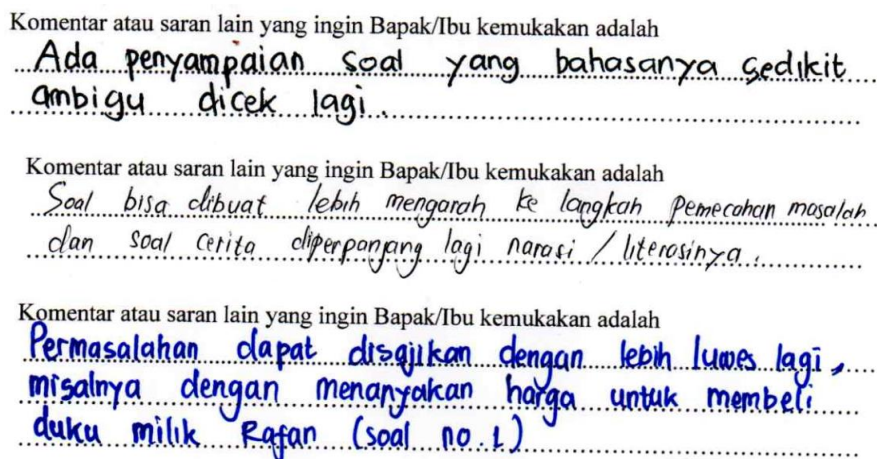 Komentar atau saran lain yang ingin Bapak/Ibu kemukakan adalah
Ada penyampaian soal yang bahasanya sedikit
ambigu dicek lagi.
Komentar atau saran lain yang ingin Bapak/Ibu kemukakan adalah
Soal bisa dibuat lebih mengarah ke langkah pemecahan masalah
dan soal cerita diperpanjang lagi narasi / literasinya.
Komentar atau saran lain yang ingin Bapak/Ibu kemukakan adalah
Permasalahan dapat disajikan dengan lebih luwes lagi,
misalnya dengan menanyakan harga untuk membeli
duku milik Rafan (soal no. 1)